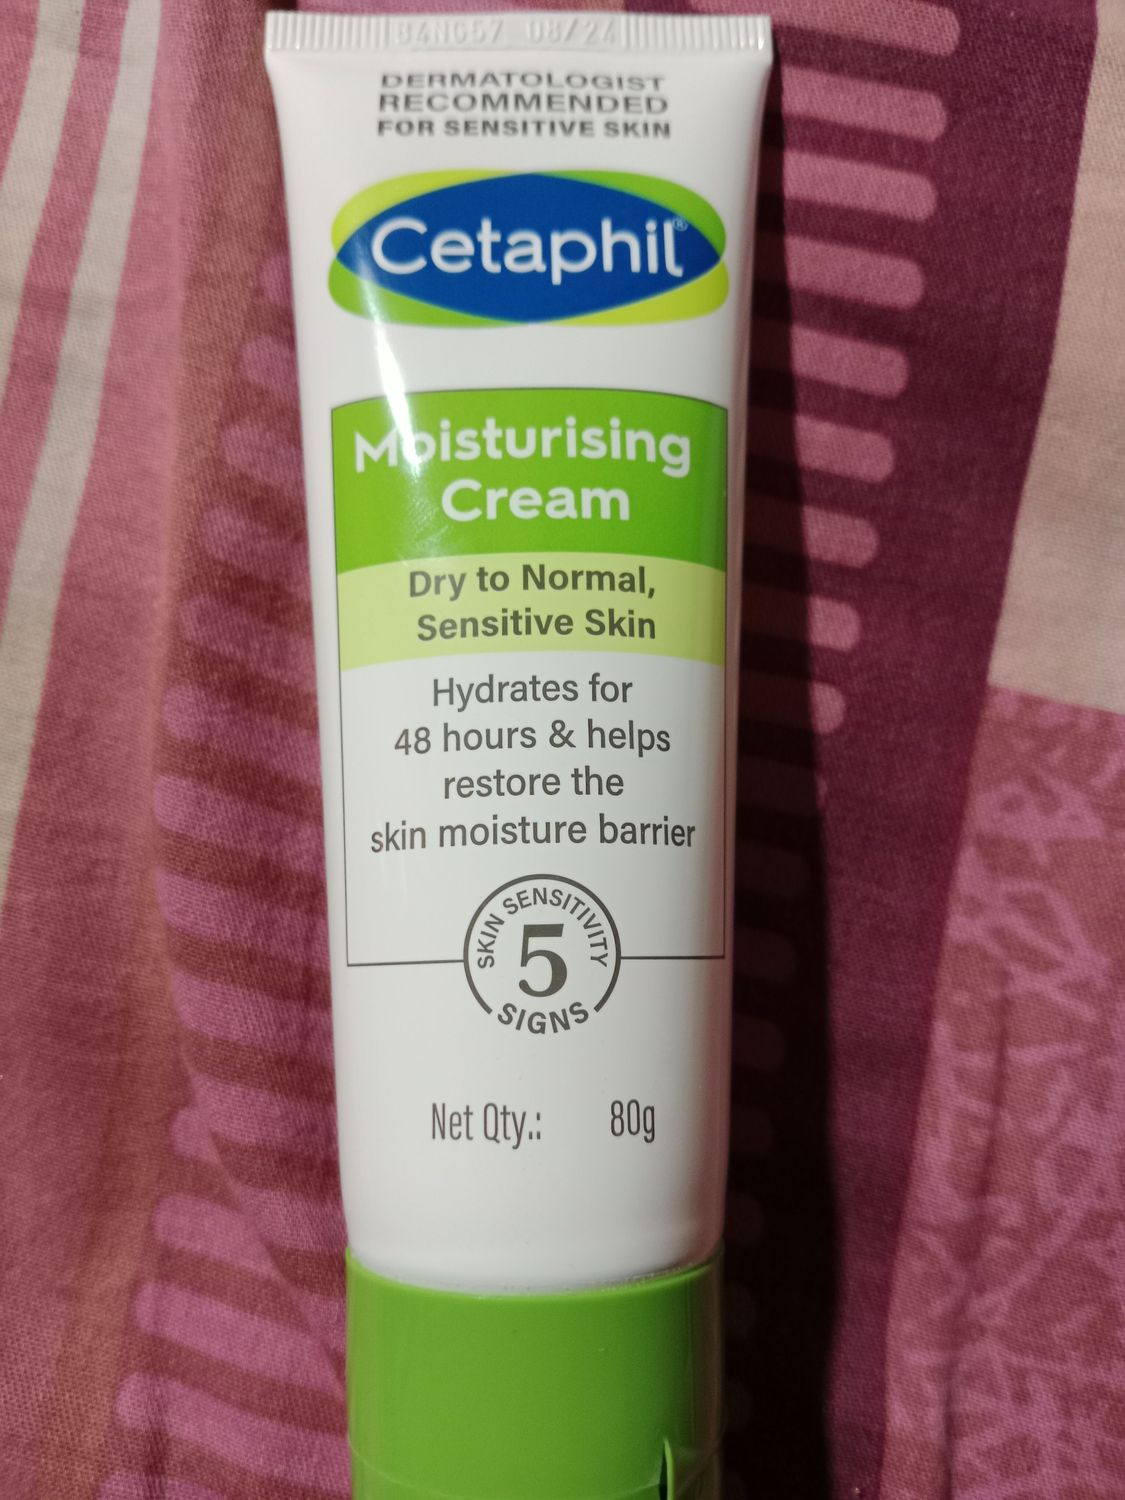 B4NG57 08/24
DERMATOLOGIST
RECOMMENDED
FOR SENSITIVE SKIN
Cetaphil®
Moisturising
Cream
Dry to Normal,
Sensitive Skin
Hydrates for
48 hours & helps
restore the
skin moisture barrier
SKIN SENSITIVITY
5
SIGNS
Net Qty.: 80g